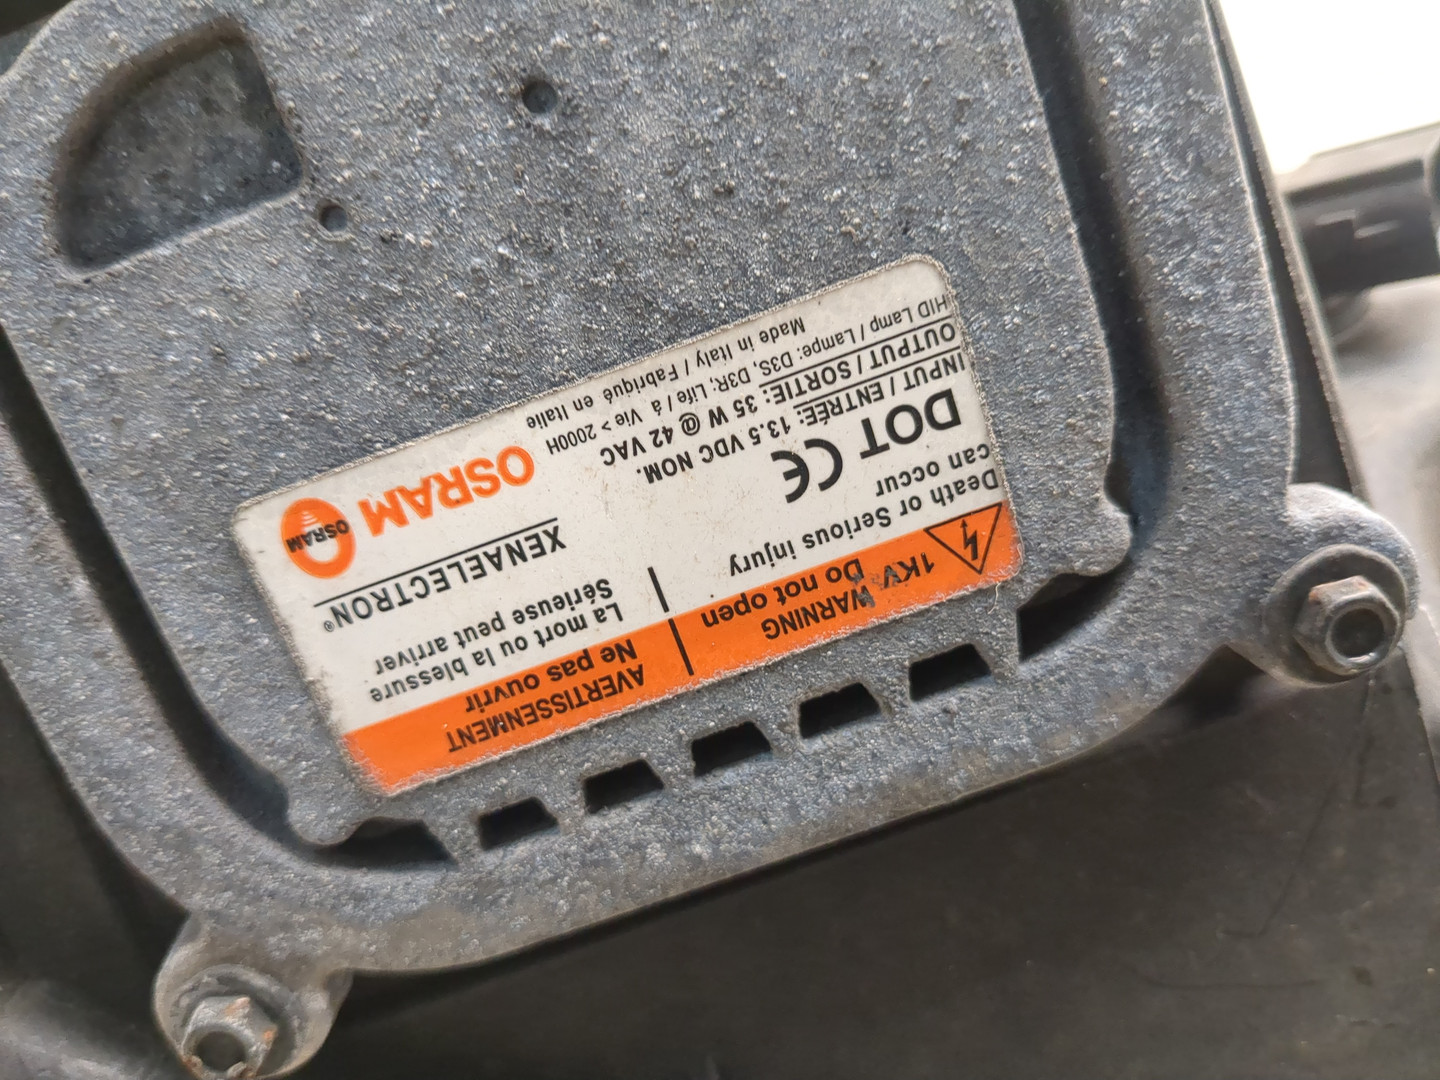 WARNING
Do not open
1KV
Death or Serious injury
can occur
AVERTISSENMENT
Ne pas ouvrir
La mort ou la blessure
Sérieuse peut arriver
DOT CE
XENAELECTRON®
INPUT / ENTRÉE: 13.5 VDC NOM.
OUTPUT / SORTIE: 35 W @ 42 VAC
HID Lamp / Lampe: D3S, D3R; Life / á Vie > 2000H
Made in Italy / Fabriqué en Italie
OSRAM
OSRAM